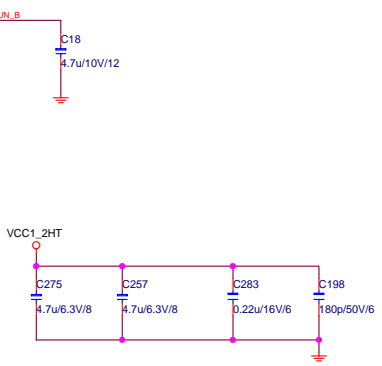 UN_B
C18
4.7u/10V/12
VCC1_2HT
C275
C257
C283
C198
4.7u/6.3V/8
4.7u/6.3V/8
0.22u/16V/6
180p/50V/6